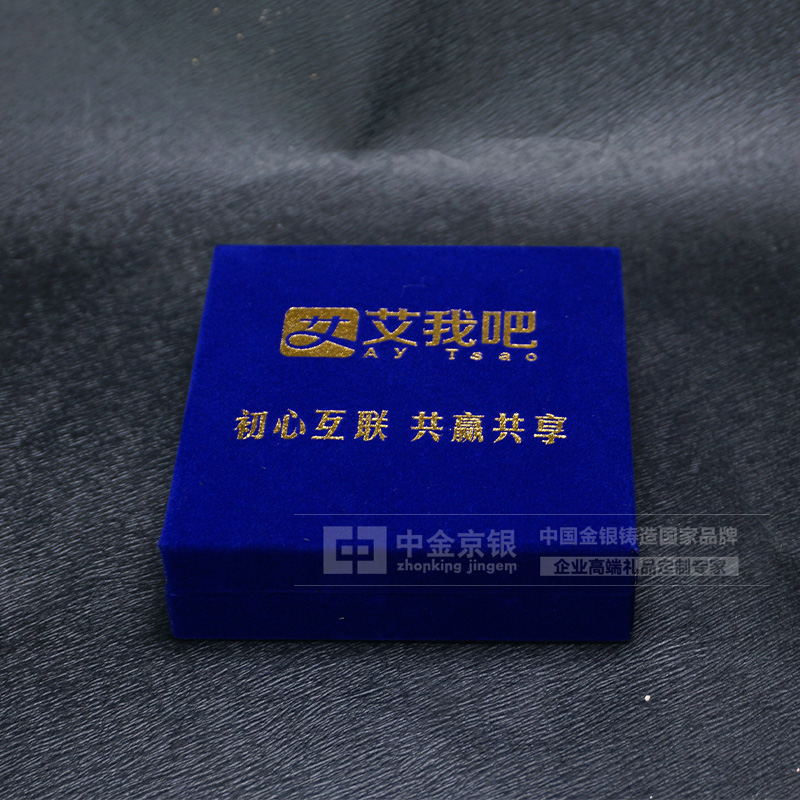 艾 艾我吧
Ay Tsao
初心互联 共赢共享
中金京银
zhonking jingem
中国金银铸造国家品牌
企业高端礼品定制专家